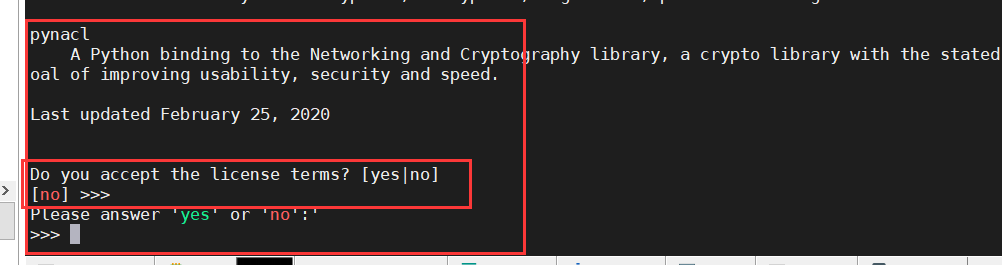 pynacl
A Python binding to the Networking and Cryptography library, a crypto library with the stated
oal of improving usability, security and speed.
Last updated February 25, 2020
Do you accept the license terms? [yes|no]
[no] >>>
Please answer 'yes' or 'no':'
>>>